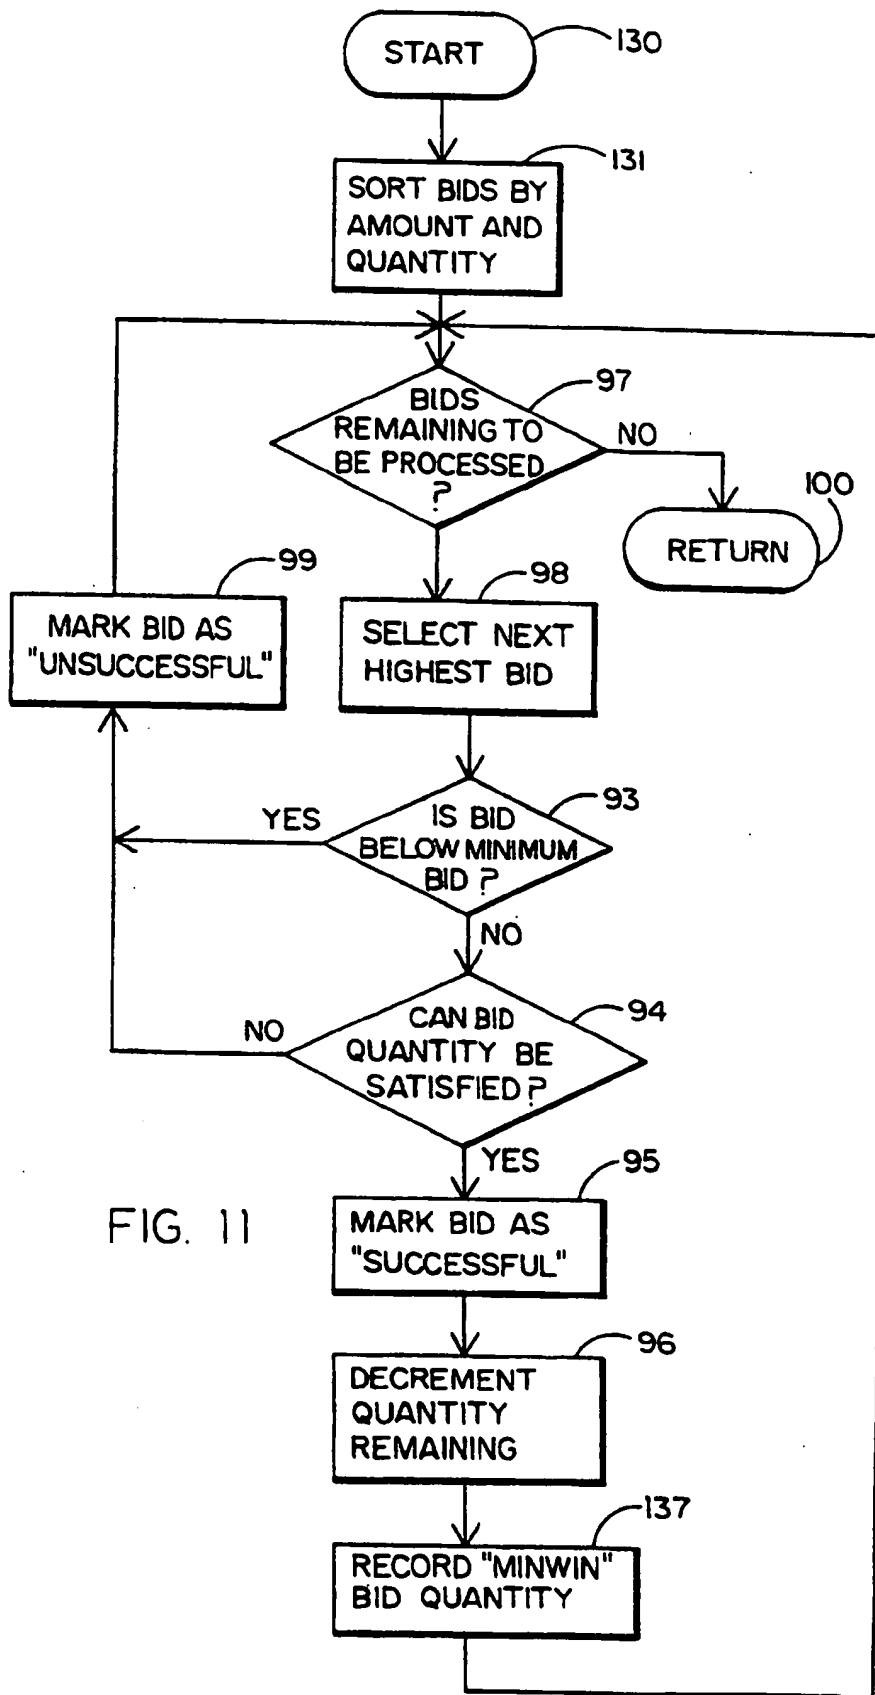 START
130
131
SORT BIDS BY
AMOUNT AND
QUANTITY
97
BIDS
REMAINING TO
BE PROCESSED
?
NO
100
RETURN
99
MARK BID AS
"UNSUCCESSFUL"
98
SELECT NEXT
HIGHEST BID
93
YES
IS BID
BELOW MINIMUM
BID ?
NO
94
NO
CAN BID
QUANTITY BE
SATISFIED?
YES
95
MARK BID AS
"SUCCESSFUL"
FIG. 11
96
DECREMENT
QUANTITY
REMAINING
137
RECORD "MINWIN"
BID QUANTITY